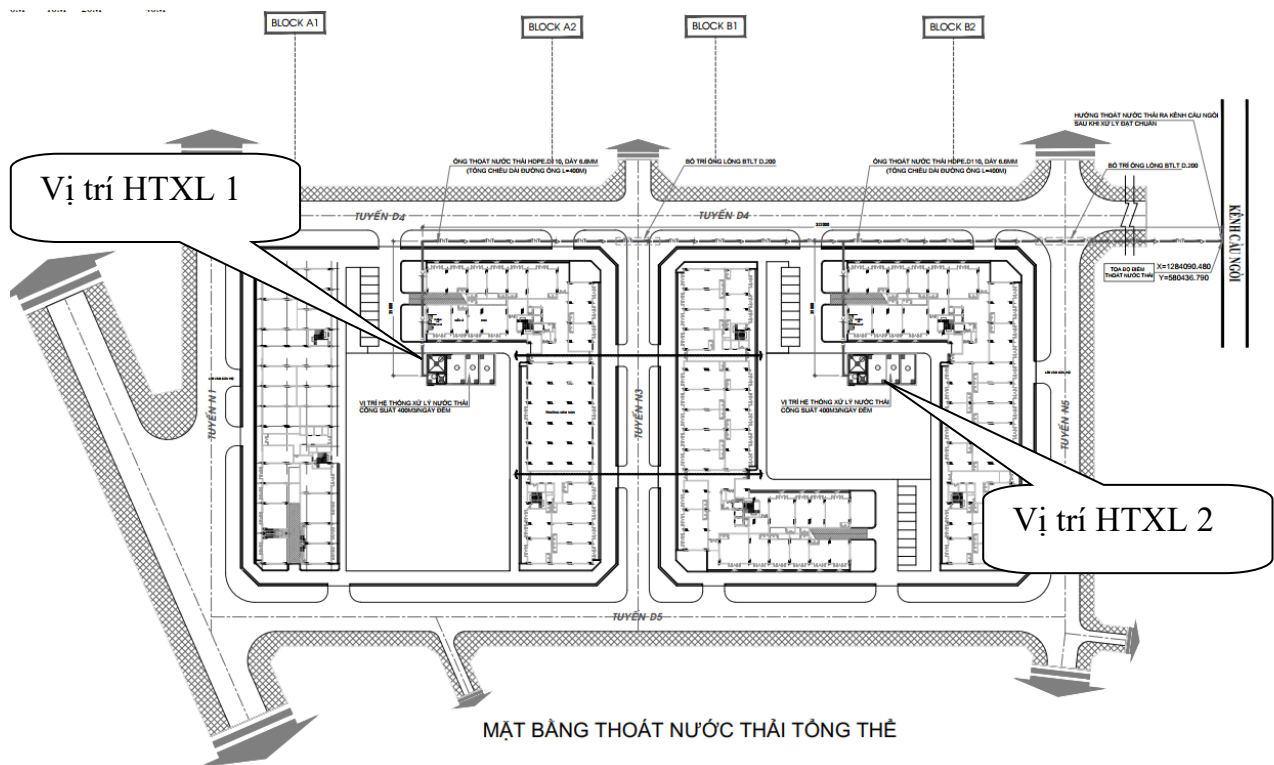 BLOCK A1
BLOCK A2
BLOCK B1
BLOCK B2
HƯỚNG THOÁT NƯỚC THẢI RA KÊNH CẦU NGÒI
SAU KHI XỬ LÝ ĐẠT CHUẨN
ỐNG THOÁT NƯỚC THẢI HDPE.D110, DÀY 6.6MM
(TỔNG CHIỀU DÀI ĐƯỜNG ỐNG L=400M)
BỐ TRÍ ỐNG LỒNG BTLT D.200
ỐNG THOÁT NƯỚC THẢI HDPE.D110, DÀY 6.6MM
(TỔNG CHIỀU DÀI ĐƯỜNG ỐNG L=400M)
BỐ TRÍ ỐNG LỒNG BTLT D.200
Vị trí HTXL 1
TUYẾN D4
TUYẾN D4
KÊNH CẦU NGÒI
TỌA ĐỘ ĐIỂM
THOÁT NƯỚC THẢI
X=1284090.480
Y=580436.790
VỊ TRÍ HỆ THỐNG XỬ LÝ NƯỚC THẢI
CÔNG SUẤT 400M3/NGÀY ĐÊM
VỊ TRÍ HỆ THỐNG XỬ LÝ NƯỚC THẢI
CÔNG SUẤT 400M3/NGÀY ĐÊM
TUYẾN N1
TUYẾN N3
TUYẾN N5
Vị trí HTXL 2
TUYẾN D5
MẶT BẰNG THOÁT NƯỚC THẢI TỔNG THỂ